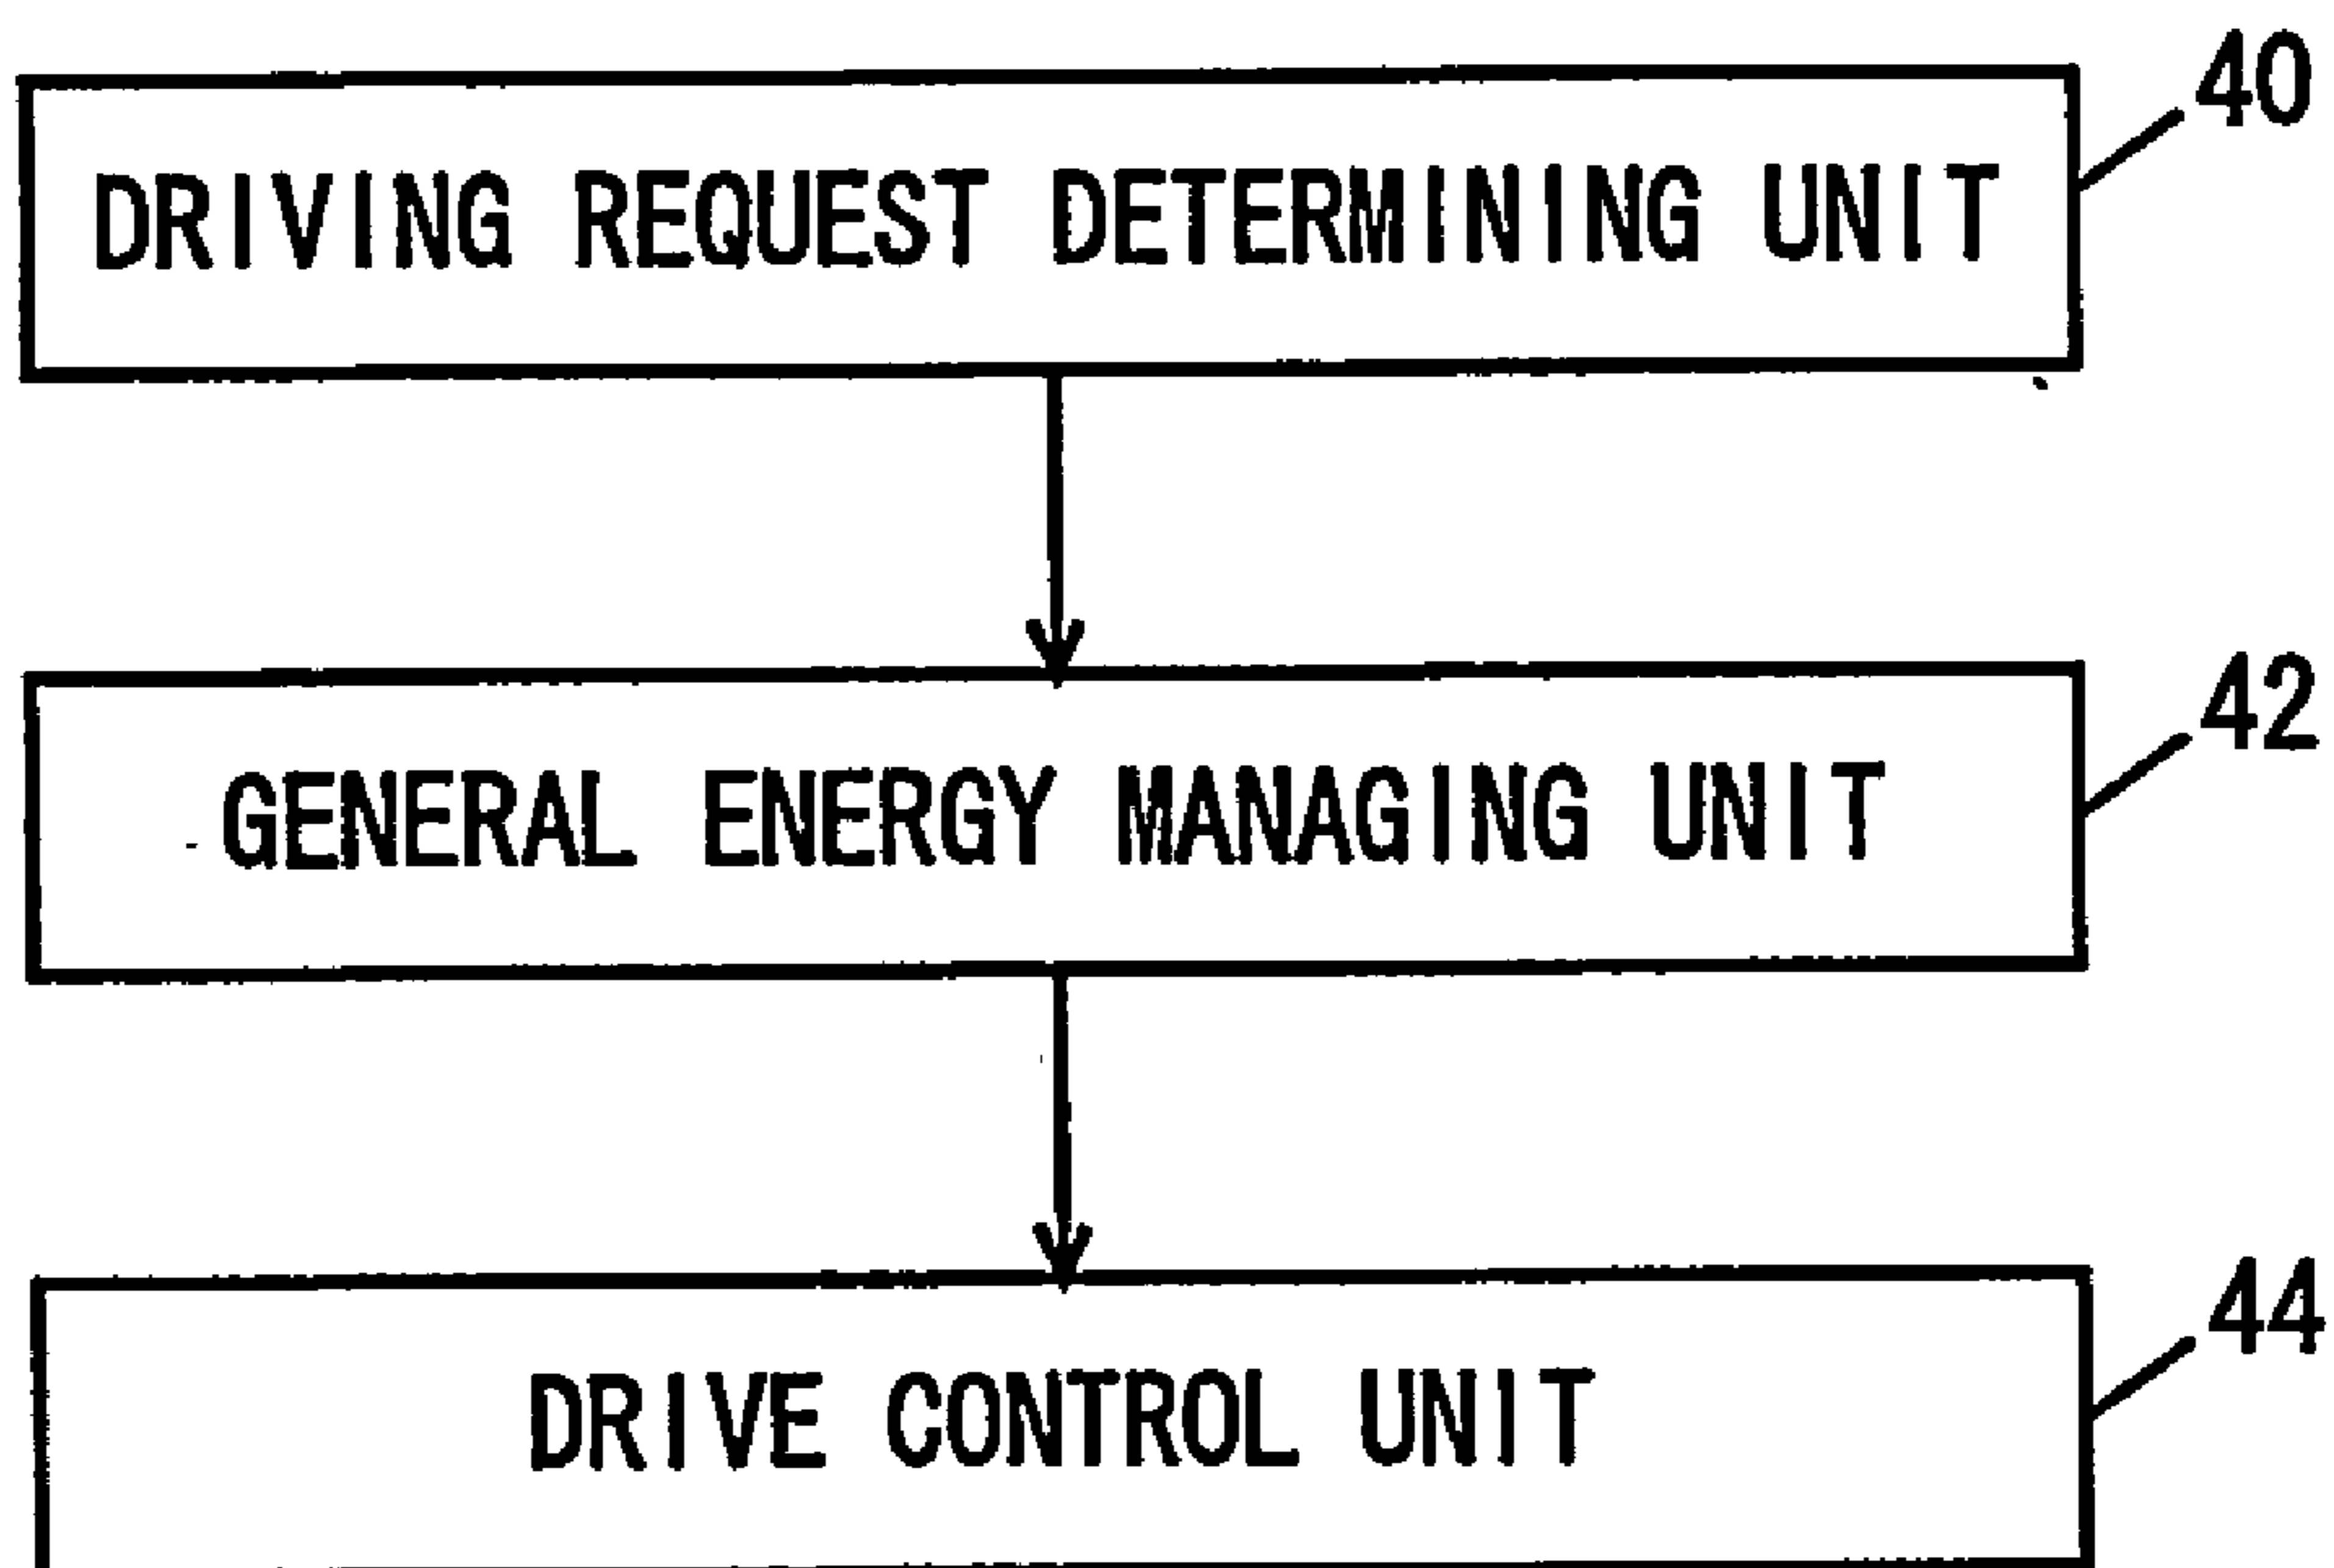 40
DRIVING REQUEST DETERMINING UNIT
42
GENERAL ENERGY MANAGING UNIT
44
DRIVE CONTROL UNIT